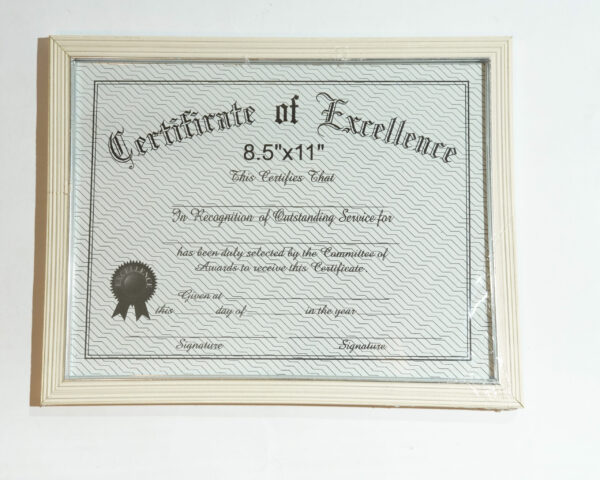 Certificate of Excellence
8.5"x11"
This Certifies That
In Recognition of Outstanding Service for
has been duly selected by the Committee of
Awards to receive this Certificate.
EXCELLENCE
Given at
this day of in the year
Signature Signature